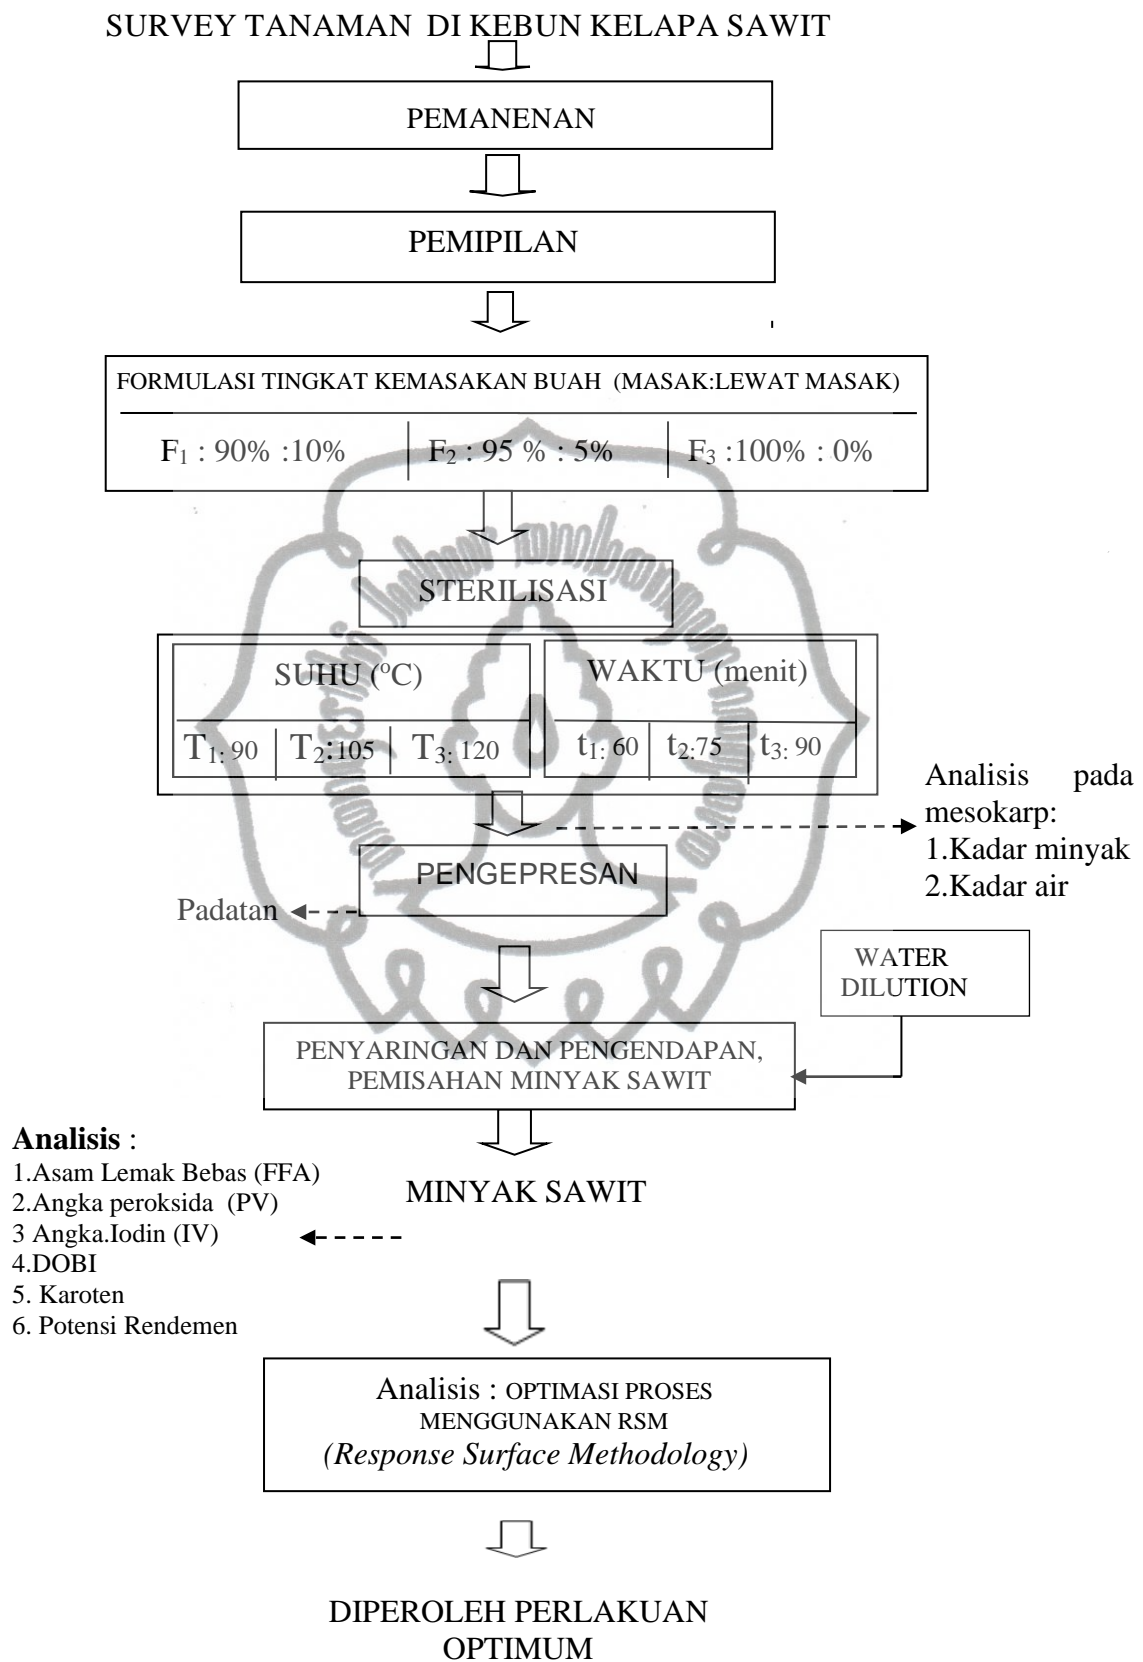 SURVEY TANAMAN DI KEBUN KELAPA SAWIT
PEMANENAN
PEMIPILAN
FORMULASI TINGKAT KEMASAKAN BUAH (MASAK:LEWAT MASAK)
F₁ : 90% :10%
F₂ : 95 % : 5%
F₃ :100% : 0%
STERILISASI
SUHU (ºC)
WAKTU (menit)
T₁: 90
T₂:105
T₃: 120
t₁: 60
t₂:75
t₃: 90
Analisis pada
mesokarp:
1.Kadar minyak
2.Kadar air
PENGEPRESAN
Padatan
WATER
DILUTION
PENYARINGAN DAN PENGENDAPAN,
PEMISAHAN MINYAK SAWIT
Analisis :
1.Asam Lemak Bebas (FFA)
2.Angka peroksida (PV)
3 Angka.Iodin (IV)
4.DOBI
5. Karoten
6. Potensi Rendemen
MINYAK SAWIT
Analisis : OPTIMASI PROSES
MENGGUNAKAN RSM
(Response Surface Methodology)
DIPEROLEH PERLAKUAN
OPTIMUM